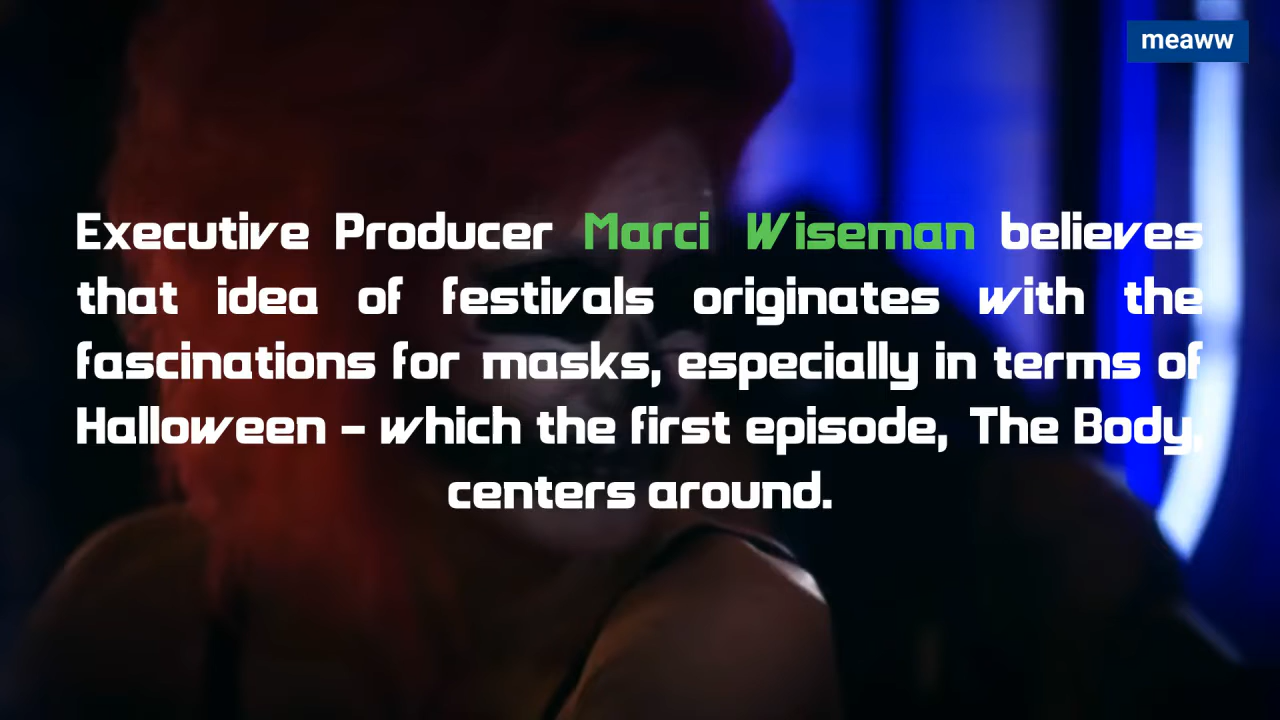 meaww
Executive Producer Marci Wiseman believes
that idea of festivals originates with the
fascinations for masks, especially in terms of
Halloween - which the first episode, The Body,
centers around.